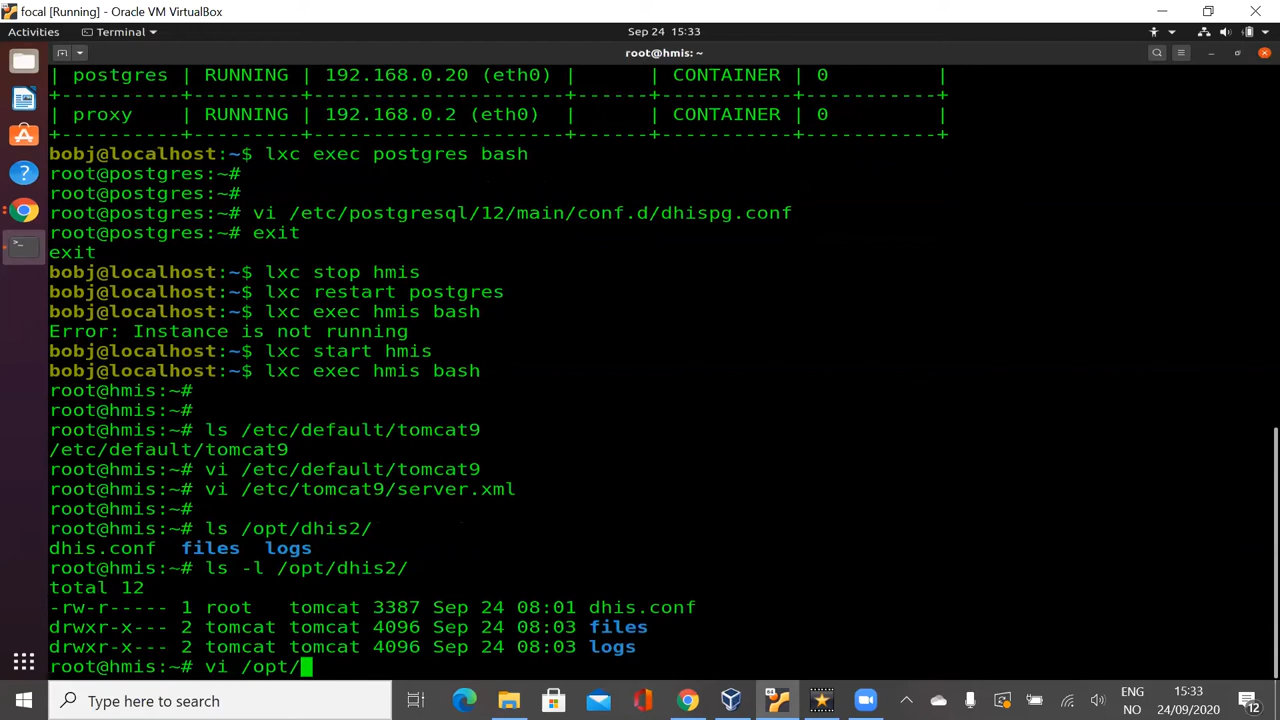 focal [Running] - Oracle VM VirtualBox
Activities Terminal Sep 24 15:33
root@hmis: ~
| postgres | RUNNING | 192.168.0.20 (eth0) | | CONTAINER | 0 |
+----------+---------+---------------------+------+-----------+-----------+
| proxy | RUNNING | 192.168.0.2 (eth0) | | CONTAINER | 0 |
+----------+---------+---------------------+------+-----------+-----------+
bobj@localhost:~$ lxc exec postgres bash
root@postgres:~#
root@postgres:~#
root@postgres:~# vi /etc/postgresql/12/main/conf.d/dhispg.conf
root@postgres:~# exit
exit
bobj@localhost:~$ lxc stop hmis
bobj@localhost:~$ lxc restart postgres
bobj@localhost:~$ lxc exec hmis bash
Error: Instance is not running
bobj@localhost:~$ lxc start hmis
bobj@localhost:~$ lxc exec hmis bash
root@hmis:~#
root@hmis:~#
root@hmis:~# ls /etc/default/tomcat9
/etc/default/tomcat9
root@hmis:~# vi /etc/default/tomcat9
root@hmis:~# vi /etc/tomcat9/server.xml
root@hmis:~#
root@hmis:~# ls /opt/dhis2/
dhis.conf files logs
root@hmis:~# ls -l /opt/dhis2/
total 12
-rw-r----- 1 root tomcat 3387 Sep 24 08:01 dhis.conf
drwxr-x--- 2 tomcat tomcat 4096 Sep 24 08:03 files
drwxr-x--- 2 tomcat tomcat 4096 Sep 24 08:03 logs
root@hmis:~# vi /opt/
Type here to search
ENG 15:33
NO 24/09/2020 12